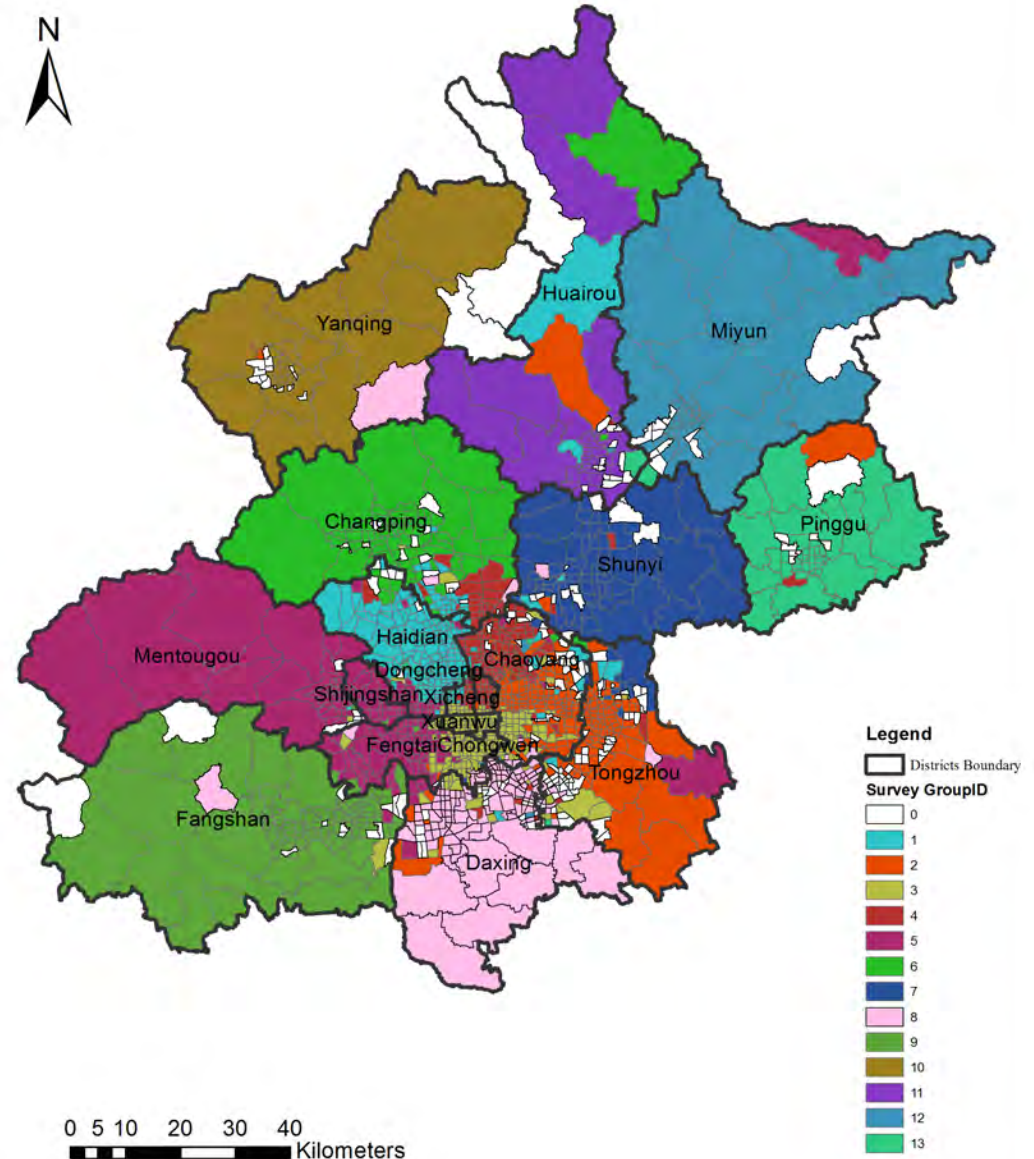 N
Huairou
Yanqing
Miyun
Changping
Pinggu
Shunyi
Haidian
Mentougou
Dongcheng
Chaoyang
Shijingshan
Xicheng
Xuanwu
Fengtai
Chongwen
Tongzhou
Fangshan
Daxing
Legend
Districts Boundary
Survey GroupID
0
1
2
3
4
5
6
7
8
9
10
11
12
13
0 5 10 20 30 40
Kilometers